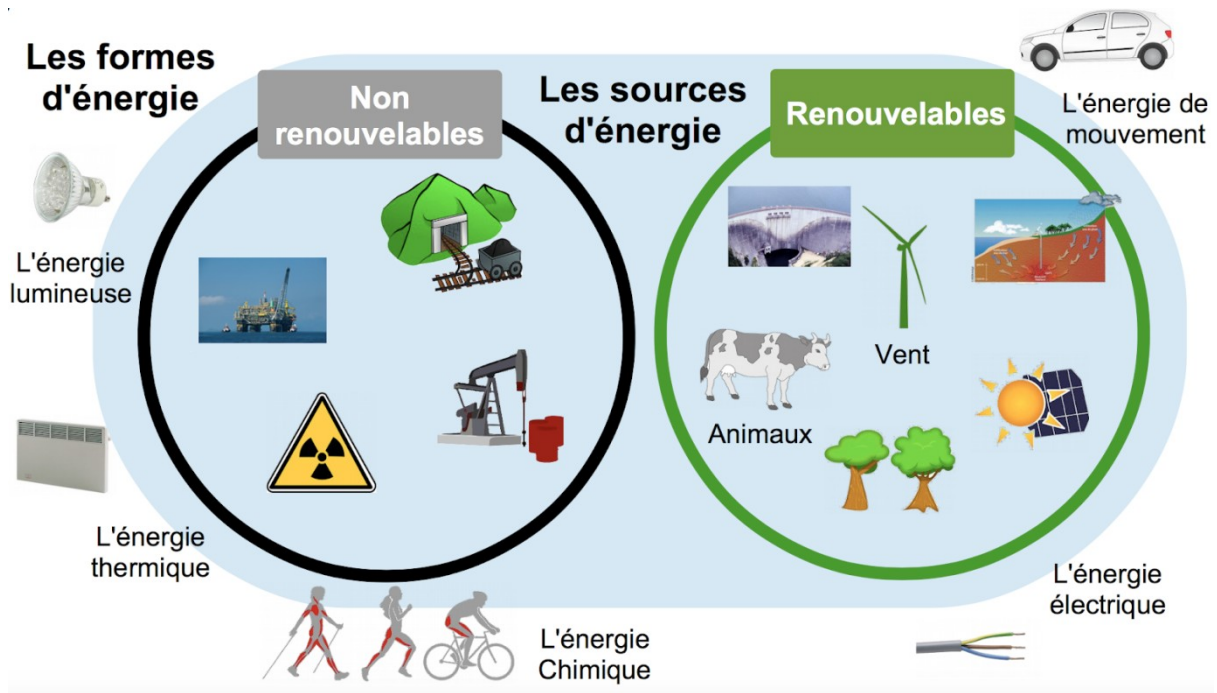 Les formes
d'énergie
Non
renouvelables
Les sources
d'énergie
Renouvelables
L'énergie de
mouvement
L'énergie
lumineuse
Vent
Animaux
L'énergie
thermique
L'énergie
Chimique
L'énergie
électrique